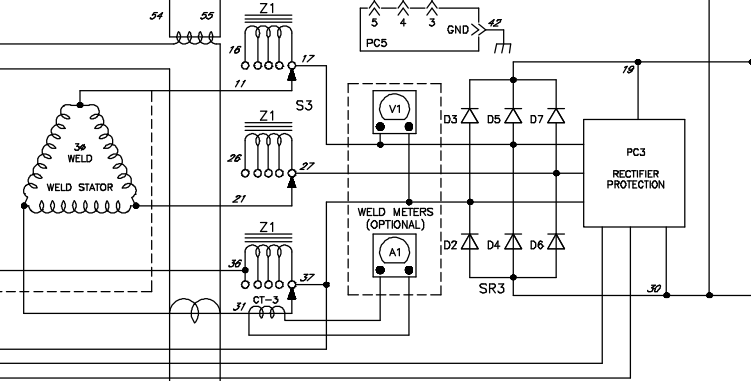 54
55
Z1
5
4
3
42
GND
PC5
16
17
19
11
S3
V1
Z1
D3
D5
D7
3ø
WELD
PC3
26
27
RECTIFIER
PROTECTION
WELD STATOR
21
WELD METERS
(OPTIONAL)
Z1
D2
D4
D6
A1
36
37
SR3
30
CT-3
31